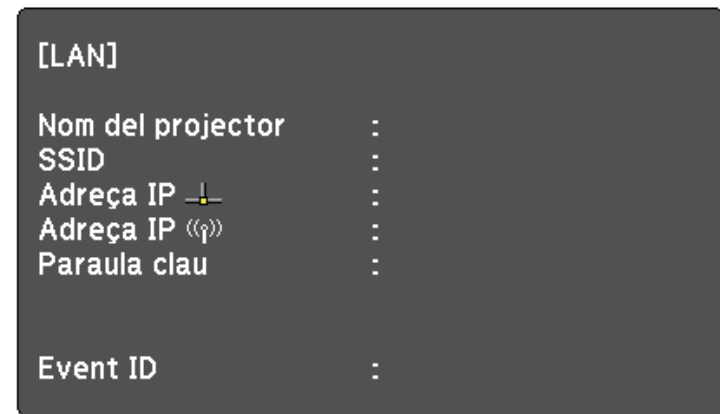 [LAN]
Nom del projector :
SSID :
Adreça IP :
Adreça IP :
Paraula clau :
Event ID :